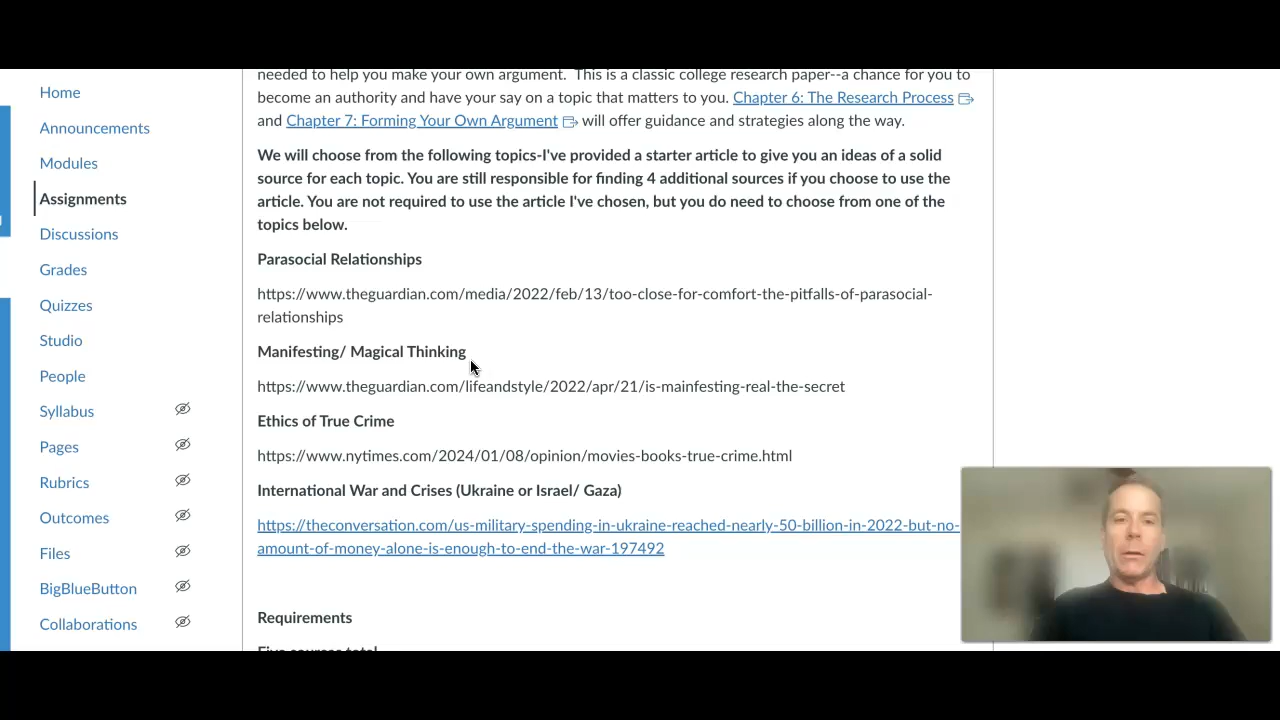 needed to help you make your own argument.  This is a classic college research paper--a chance for you to
become an authority and have your say on a topic that matters to you. Chapter 6: The Research Process
and Chapter 7: Forming Your Own Argument will offer guidance and strategies along the way.
We will choose from the following topics-I've provided a starter article to give you an ideas of a solid
source for each topic. You are still responsible for finding 4 additional sources if you choose to use the
article. You are not required to use the article I've chosen, but you do need to choose from one of the
topics below.
Parasocial Relationships
https://www.theguardian.com/media/2022/feb/13/too-close-for-comfort-the-pitfalls-of-parasocial-
relationships
Manifesting/ Magical Thinking
https://www.theguardian.com/lifeandstyle/2022/apr/21/is-mainfesting-real-the-secret
Ethics of True Crime
https://www.nytimes.com/2024/01/08/opinion/movies-books-true-crime.html
International War and Crises (Ukraine or Israel/ Gaza)
https://theconversation.com/us-military-spending-in-ukraine-reached-nearly-50-billion-in-2022-but-no-
amount-of-money-alone-is-enough-to-end-the-war-197492
Requirements
Five sources total
Home
Announcements
Modules
Assignments
Discussions
Grades
Quizzes
Studio
People
Syllabus
Pages
Rubrics
Outcomes
Files
BigBlueButton
Collaborations